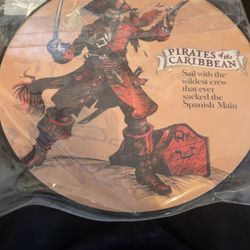 PIRATES of the
CARIBBEAN
Sail with the
wildest crew
that ever
sacked the
Spanish Main